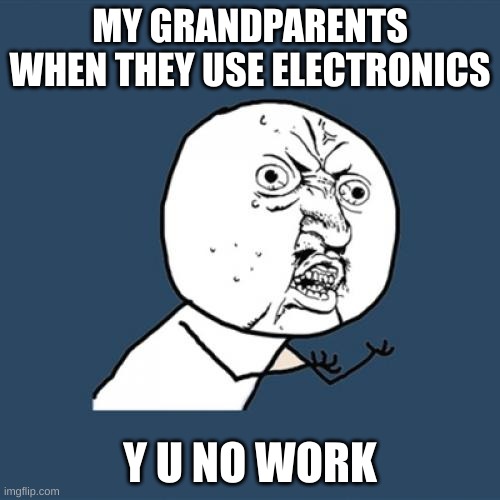 MY GRANDPARENTS
WHEN THEY USE ELECTRONICS
Y U NO WORK
imgflip.com